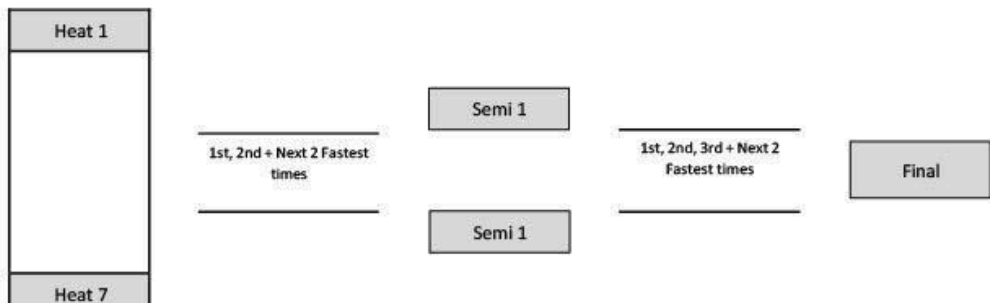 Heat 1
Heat 7
1st, 2nd + Next 2 Fastest
times
Semi 1
Semi 1
1st, 2nd, 3rd + Next 2
Fastest times
Final